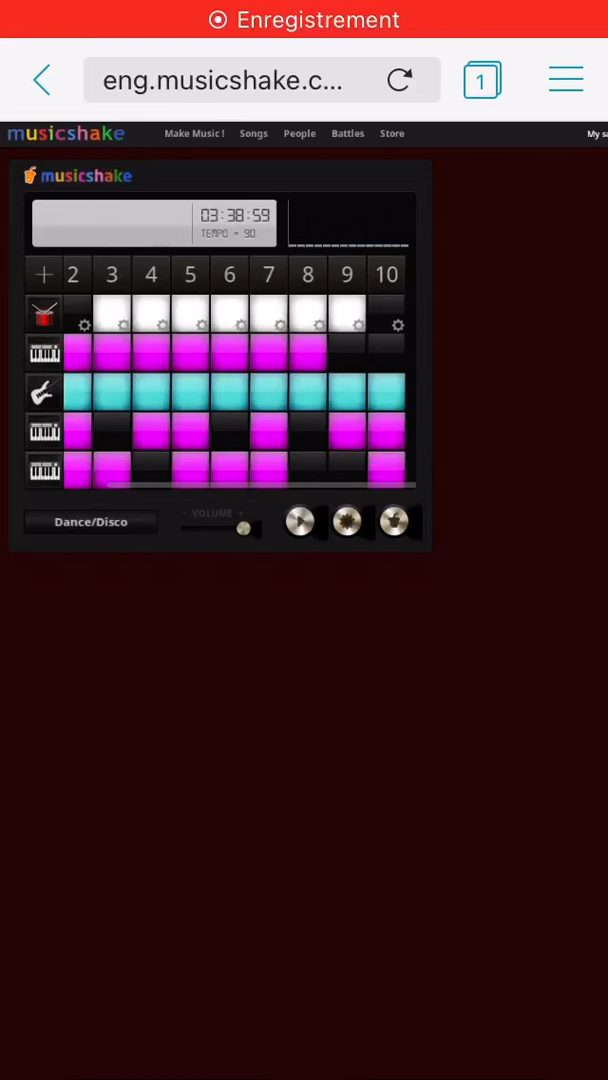 Enregistrement
eng.musicshake.c...
1
musicshake Make Music ! Songs People Battles Store My sa
musicshake
03:38:59
TEMPO = 90
2 3 4 5 6 7 8 9 10
- VOLUME +
Dance/Disco